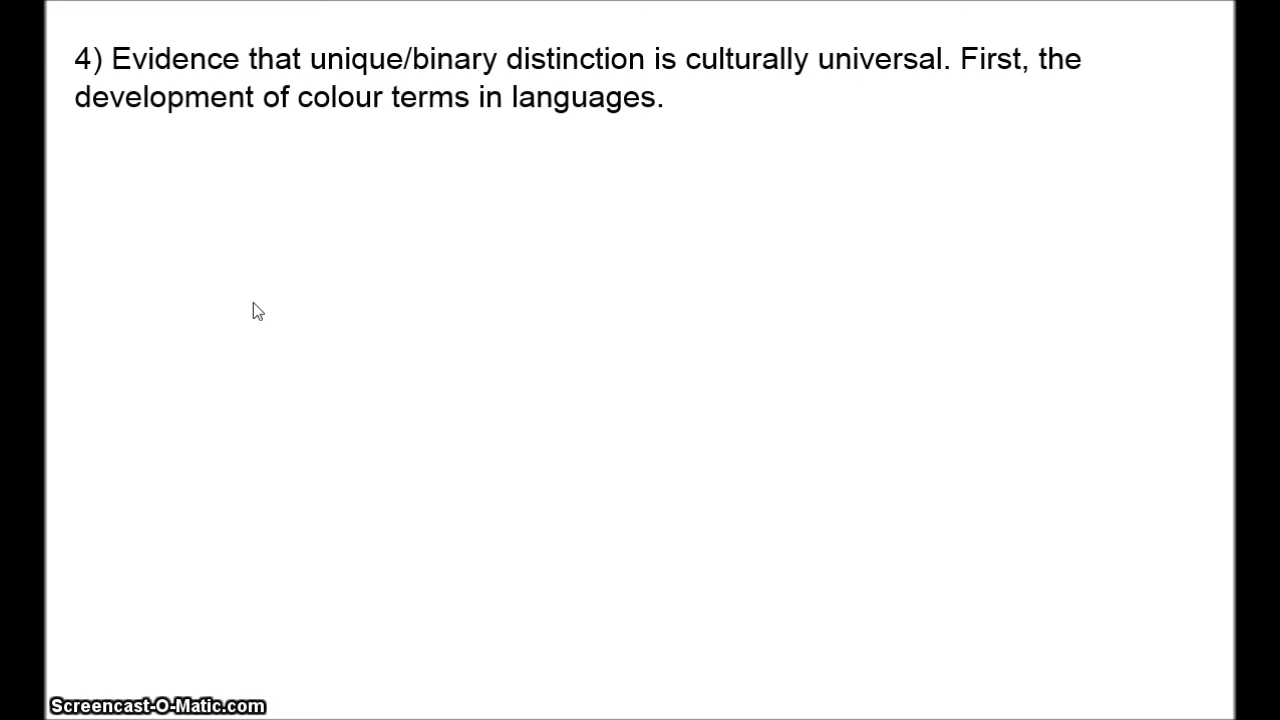 4) Evidence that unique/binary distinction is culturally universal. First, the
development of colour terms in languages.
Screencast-O-Matic.com